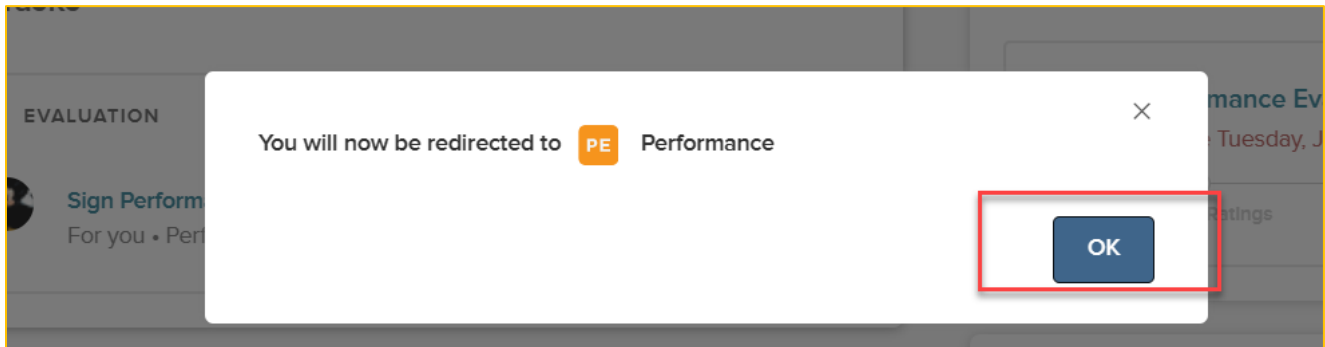 EVALUATION
Sign Perform
For you • Perf
You will now be redirected to PE Performance
OK
mance Ev
Tuesday, J
Ratings